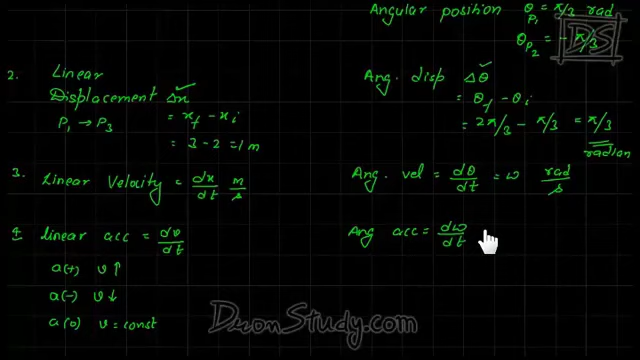 Angular position θP1 = π/3 rad
θP2 = - π/3
DS
2. Linear
Displacement Δx
P1 → P3 = xf - xi
= 3 - 2 = 1 m
Ang. disp Δθ
= θf - θi
= 2π/3 - π/3 = π/3
radian
3. Linear Velocity = dx/dt m/s
Ang. vel = dθ/dt = ω rad/s
4. linear acc = dv/dt
Ang acc = dω/dt
a(+) v ↑
a(-) v ↓
a(0) v = const
DronStudy.com